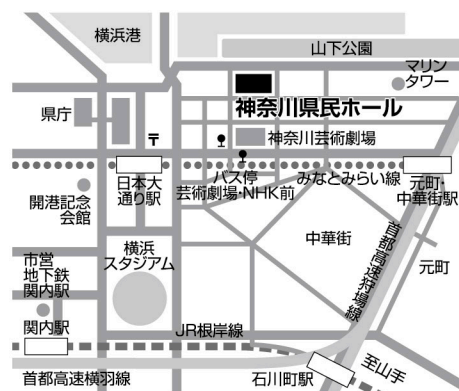 横浜港
山下公園
マリン
タワー
県庁
神奈川県民ホール
〒
神奈川芸術劇場
日本大
通り駅
バス停
芸術劇場・NHK前
みなとみらい線
元町・
中華街駅
開港記念
会館
横浜
スタジアム
中華街
首都高速狩場線
元町
市営
地下鉄
関内駅
関内駅
JR根岸線
首都高速横羽線
石川町駅
至山手